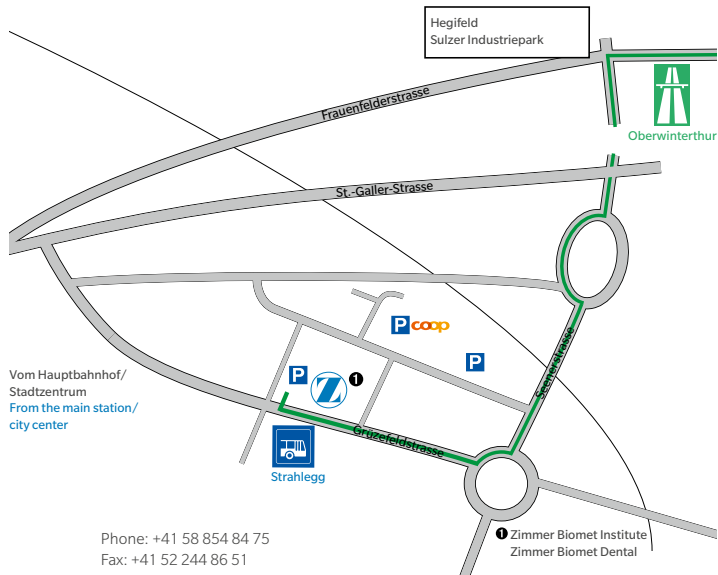 Hegifeld
Sulzer Industriepark
Frauenfelderstrasse
Oberwinterthur
St.-Galler-Strasse
P coop
P
Seenerstrasse
Vom Hauptbahnhof/
Stadtzentrum
From the main station/
city center
P
Z
1
Grüzefeldstrasse
Strahlegg
1 Zimmer Biomet Institute
Zimmer Biomet Dental
Phone: +41 58 854 84 75
Fax: +41 52 244 86 51